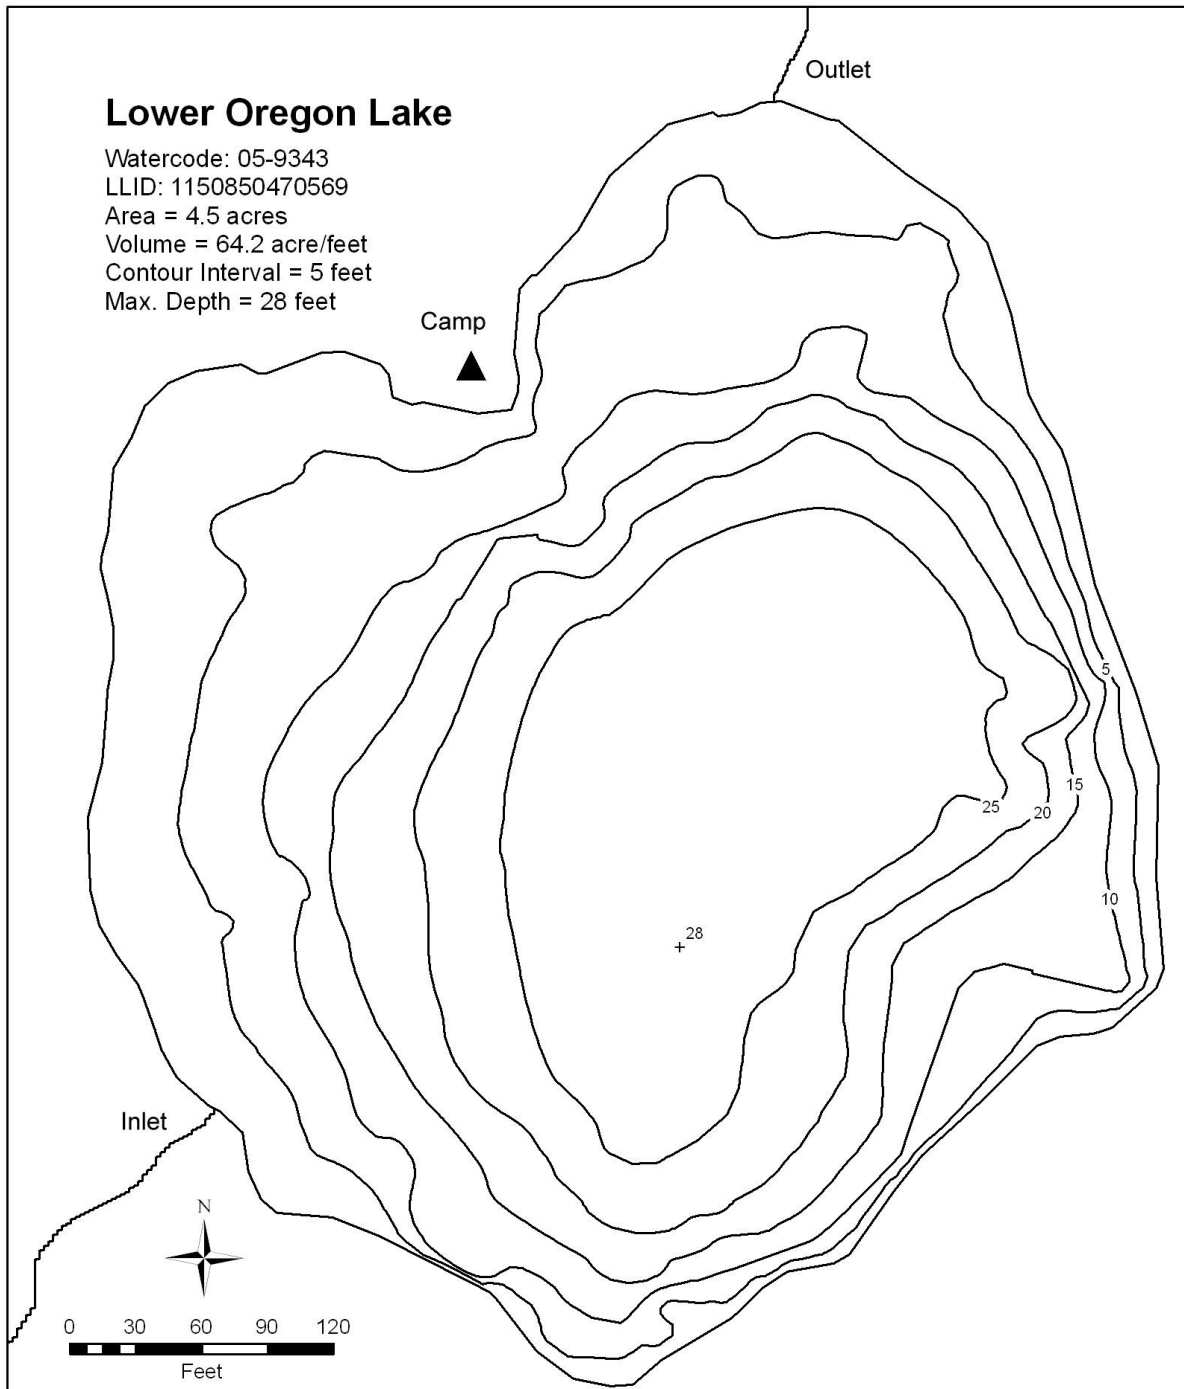 Outlet
Lower Oregon Lake
Watercode: 05-9343
LLID: 1150850470569
Area = 4.5 acres
Volume = 64.2 acre/feet
Contour Interval = 5 feet
Max. Depth = 28 feet
Camp
5
15
25
20
10
28
Inlet
N
0 30 60 90 120
Feet